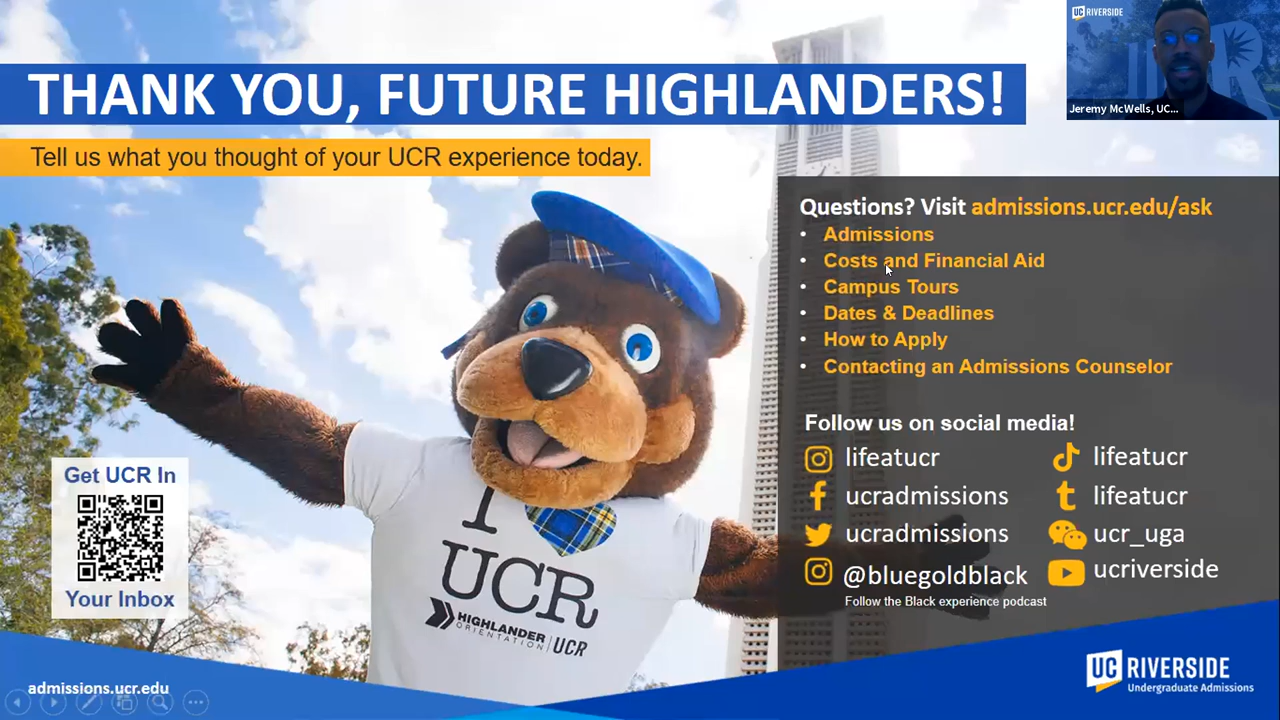 UC RIVERSIDE
Jeremy McWells, UC...
THANK YOU, FUTURE HIGHLANDERS!
Tell us what you thought of your UCR experience today.
Questions? Visit admissions.ucr.edu/ask
• Admissions
• Costs and Financial Aid
• Campus Tours
• Dates & Deadlines
• How to Apply
• Contacting an Admissions Counselor
Follow us on social media!
lifeatucr
lifeatucr
ucradmissions
lifeatucr
ucradmissions
ucr_uga
@bluegoldblack
ucriverside
Follow the Black experience podcast
Get UCR In
Your Inbox
I
UCR
HIGHLANDER
ORIENTATION | UCR
admissions.ucr.edu
UC RIVERSIDE
Undergraduate Admissions